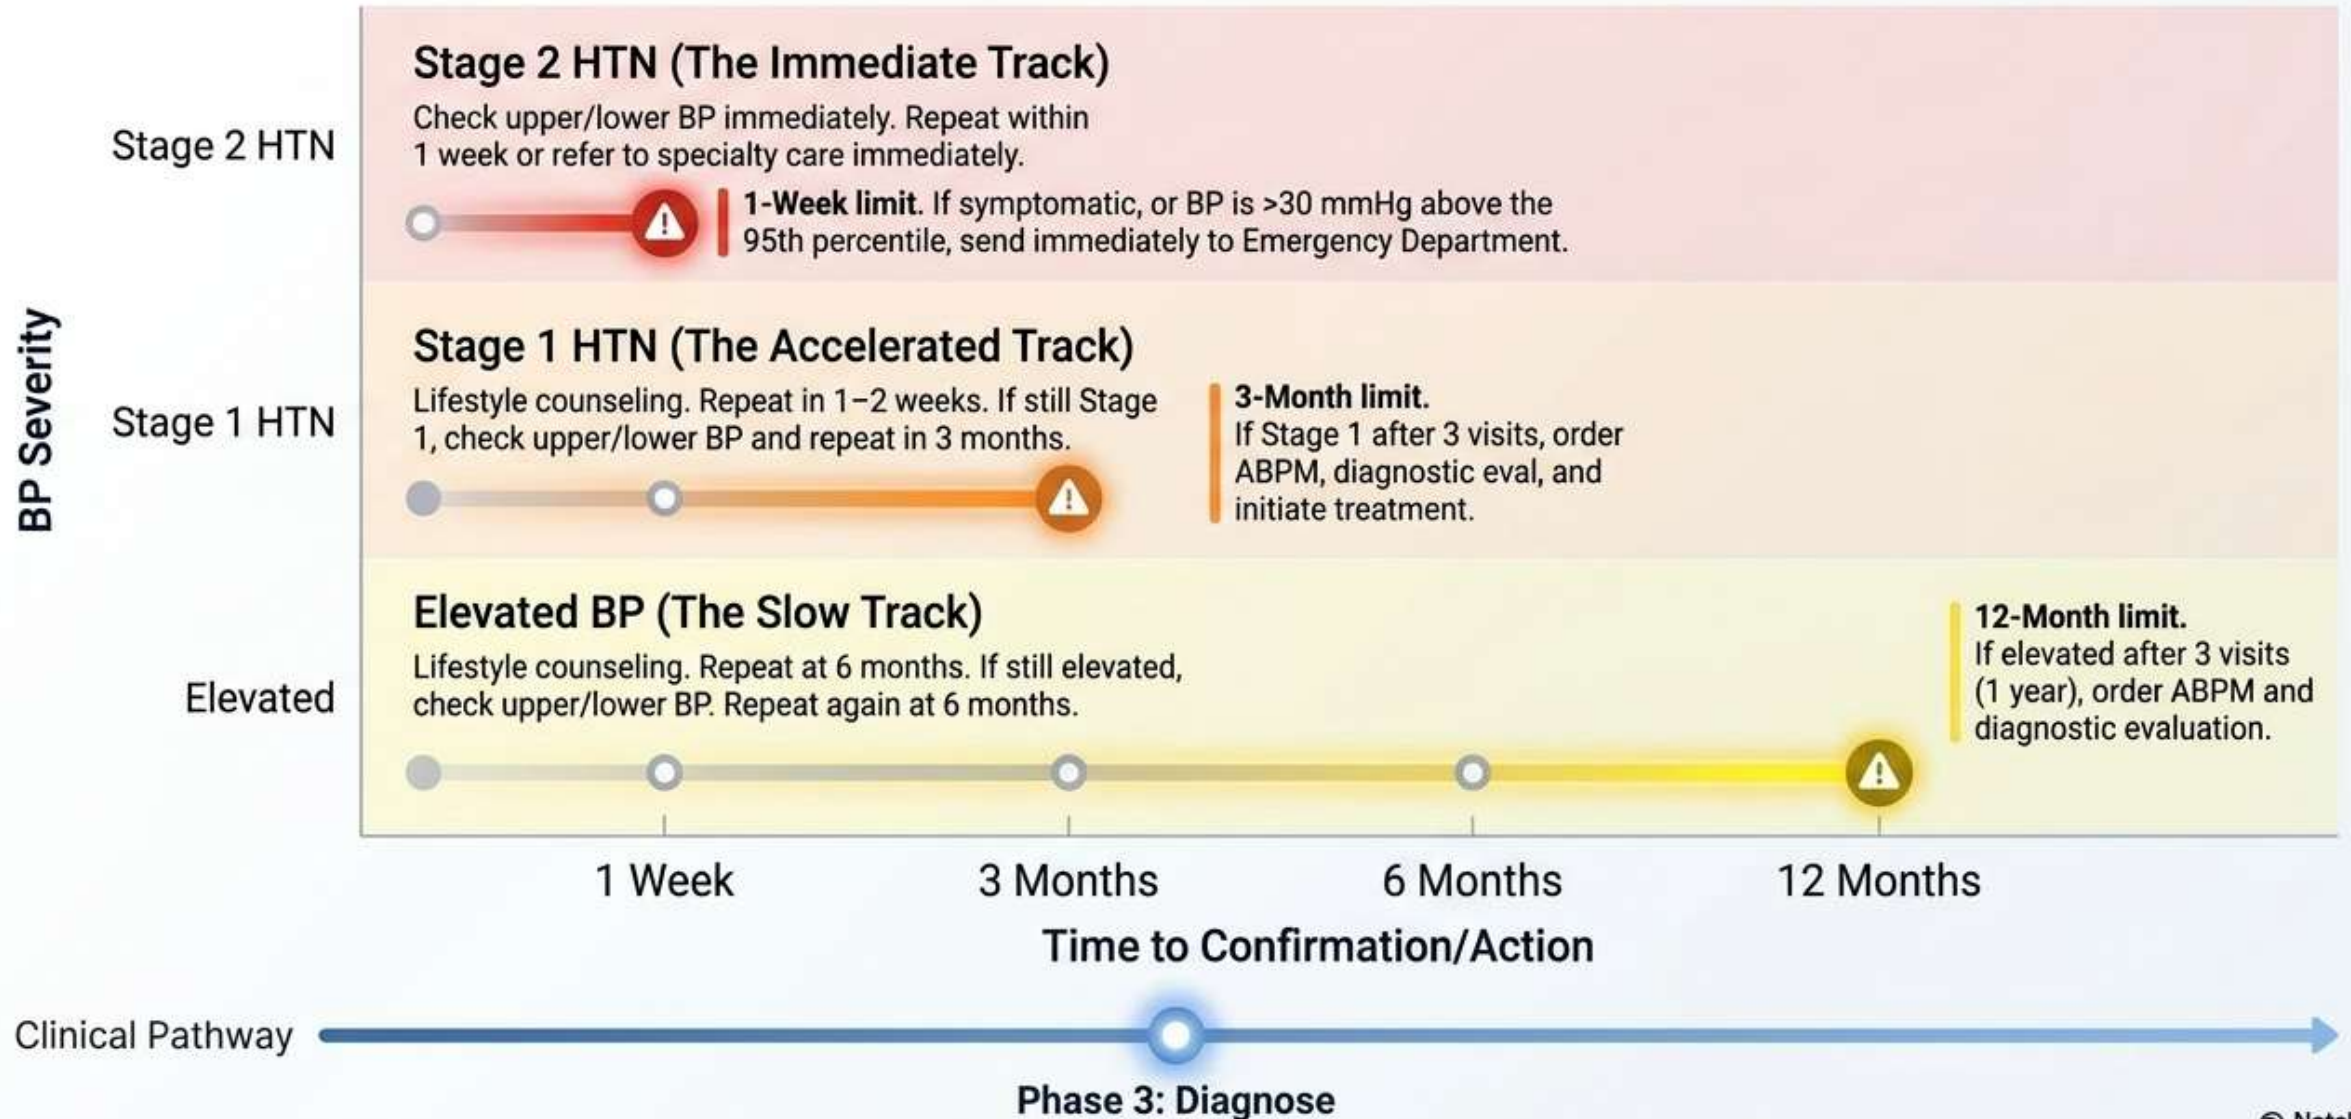 Stage 2 HTN (The Immediate Track)
Check upper/lower BP immediately. Repeat within
1 week or refer to specialty care immediately.
Stage 2 HTN
1-Week limit. If symptomatic, or BP is >30 mmHg above the
95th percentile, send immediately to Emergency Department.
BP Severity
Stage 1 HTN (The Accelerated Track)
Lifestyle counseling. Repeat in 1–2 weeks. If still Stage
1, check upper/lower BP and repeat in 3 months.
Stage 1 HTN
3-Month limit.
If Stage 1 after 3 visits, order
ABPM, diagnostic eval, and
initiate treatment.
Elevated BP (The Slow Track)
Lifestyle counseling. Repeat at 6 months. If still elevated,
check upper/lower BP. Repeat again at 6 months.
Elevated
12-Month limit.
If elevated after 3 visits
(1 year), order ABPM and
diagnostic evaluation.
1 Week
3 Months
6 Months
12 Months
Time to Confirmation/Action
Clinical Pathway
Phase 3: Diagnose